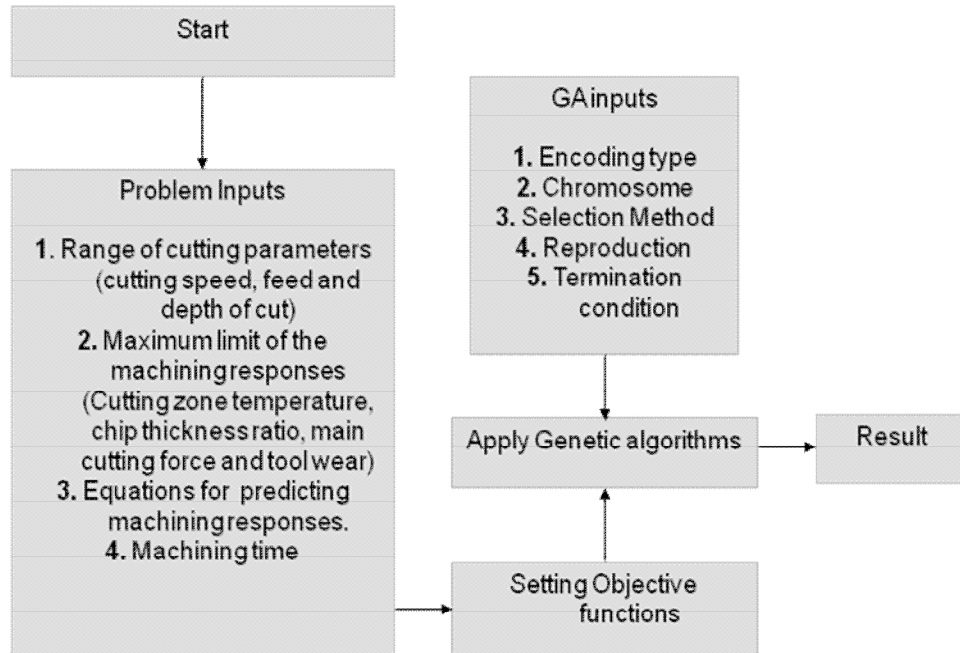 Start
Problem Inputs
1. Range of cutting parameters
(cutting speed, feed and
depth of cut)
2. Maximum limit of the
machining responses
(Cutting zone temperature,
chip thickness ratio, main
cutting force and tool wear)
3. Equations for predicting
machining responses.
4. Machining time
GA inputs
1. Encoding type
2. Chromosome
3. Selection Method
4. Reproduction
5. Termination
condition
Apply Genetic algorithms
Result
Setting Objective
functions